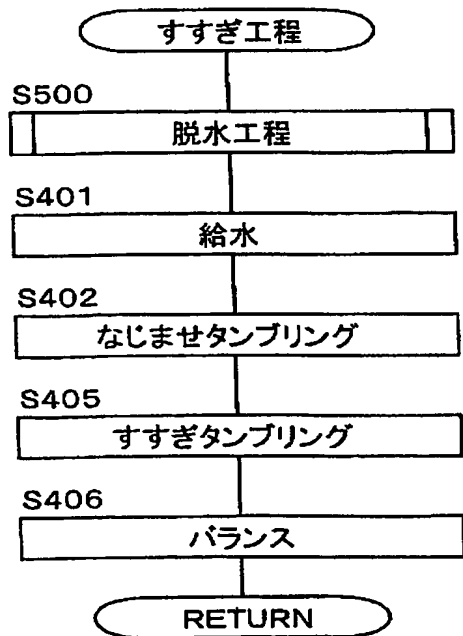 すすぎ工程
S500
脱水工程
S401
給水
S402
なじませタンブリング
S405
すすぎタンブリング
S406
バランス
RETURN